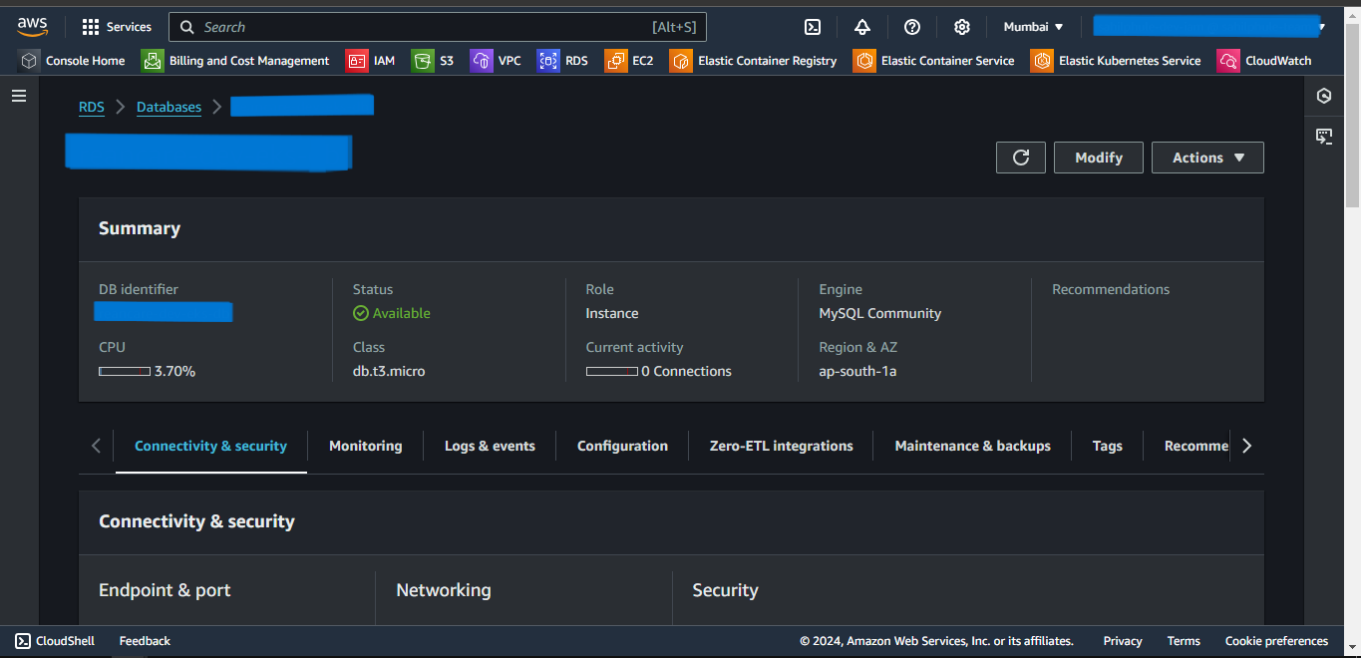 aws Services Search [Alt+S] Mumbai
Console Home Billing and Cost Management IAM S3 VPC RDS EC2 Elastic Container Registry Elastic Container Service Elastic Kubernetes Service CloudWatch
RDS Databases
Modify Actions
Summary
DB identifier Status Role Engine Recommendations
Available Instance MySQL Community
CPU Class Current activity Region & AZ
3.70% db.t3.micro 0 Connections ap-south-1a
Connectivity & security Monitoring Logs & events Configuration Zero-ETL integrations Maintenance & backups Tags Recomme
Connectivity & security
Endpoint & port Networking Security
CloudShell Feedback © 2024, Amazon Web Services, Inc. or its affiliates. Privacy Terms Cookie preferences